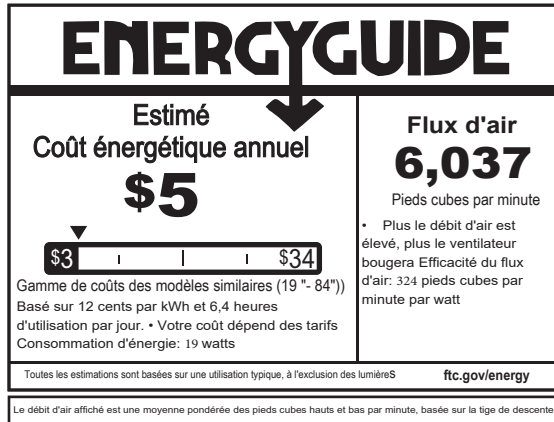 ENERGYGUIDE
Estimé
Coût énergétique annuel
$5
$3
$34
Gamme de coûts des modèles similaires (19 "- 84"))
Basé sur 12 cents par kWh et 6,4 heures
d'utilisation par jour. • Votre coût dépend des tarifs
Consommation d'énergie: 19 watts
Flux d'air
6,037
Pieds cubes par minute
• Plus le débit d'air est
élevé, plus le ventilateur
bougera Efficacité du flux
d'air: 324 pieds cubes par
minute par watt
Toutes les estimations sont basées sur une utilisation typique, à l'exclusion des lumièreS
ftc.gov/energy
Le débit d'air affiché est une moyenne pondérée des pieds cubes hauts et bas par minute, basée sur la tige de descente